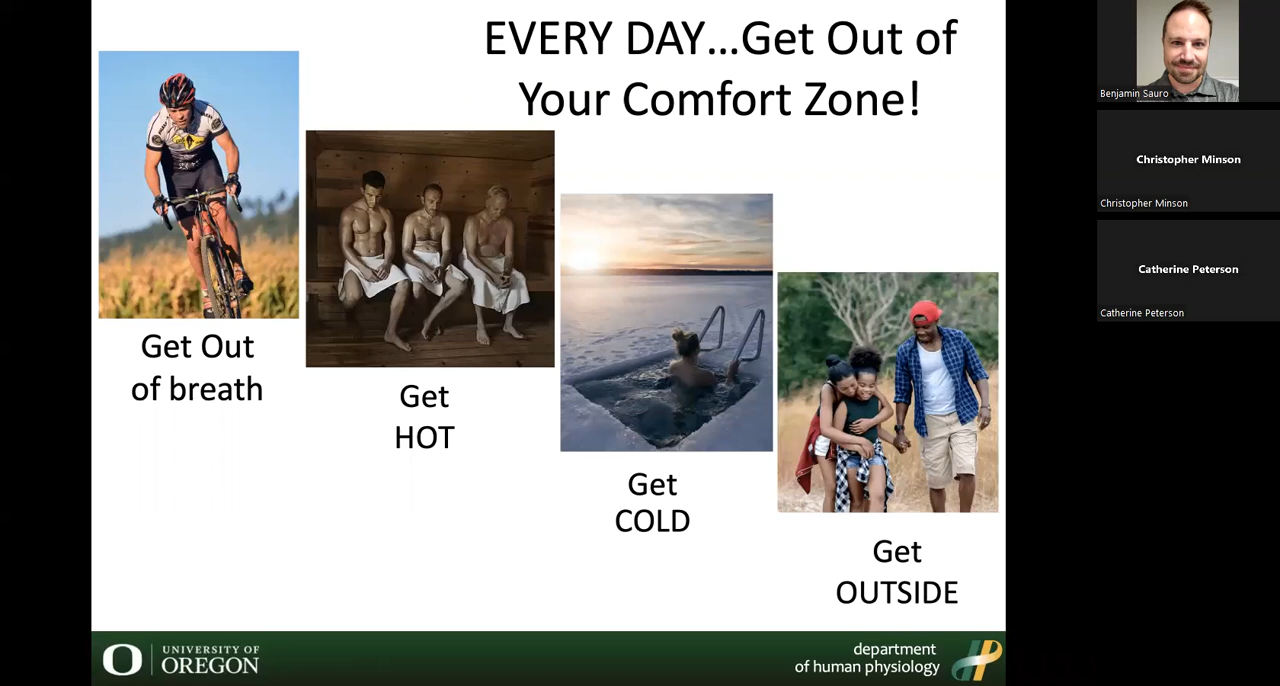 EVERY DAY...Get Out of
Your Comfort Zone!
Get Out
of breath
Get
HOT
Get
COLD
Get
OUTSIDE
UNIVERSITY OF
OREGON
department
of human physiology
Benjamin Sauro
Christopher Minson
Christopher Minson
Catherine Peterson
Catherine Peterson